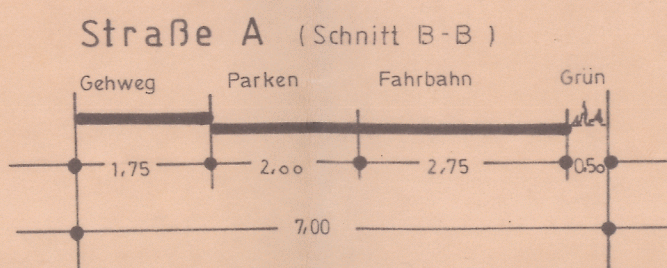 Straße A (Schnitt B-B)
Gehweg Parken Fahrbahn Grün
1,75 2,00 2,75 0.50
7,00